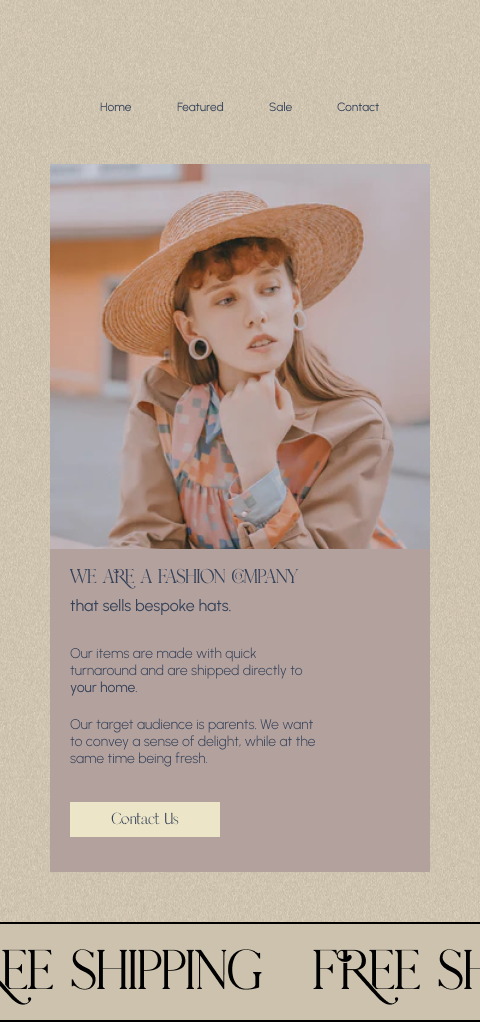 Home Featured Sale Contact
WE ARE A FASHION COMPANY
that sells bespoke hats.
Our items are made with quick
turnaround and are shipped directly to
your home.
Our target audience is parents. We want
to convey a sense of delight, while at the
same time being fresh.
Contact Us
EE SHIPPING FREE SH